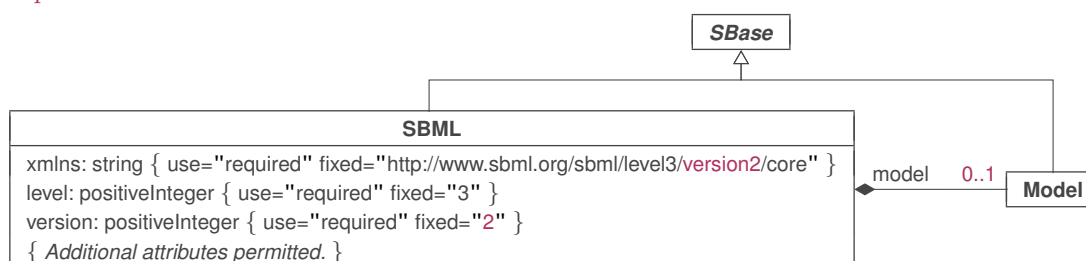 SBase
SBML
xmlns: string { use="required" fixed="http://www.sbml.org/sbml/level3/version2/core" }
level: positiveInteger { use="required" fixed="3" }
version: positiveInteger { use="required" fixed="2" }
{ Additional attributes permitted. }
model 0..1
Model